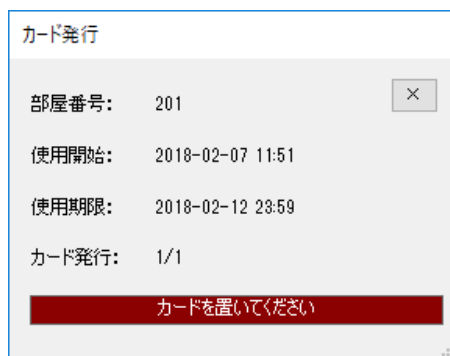 カード発行
×
部屋番号: 201
使用開始: 2018-02-07 11:51
使用期限: 2018-02-12 23:59
カード発行: 1/1
カードを置いてください